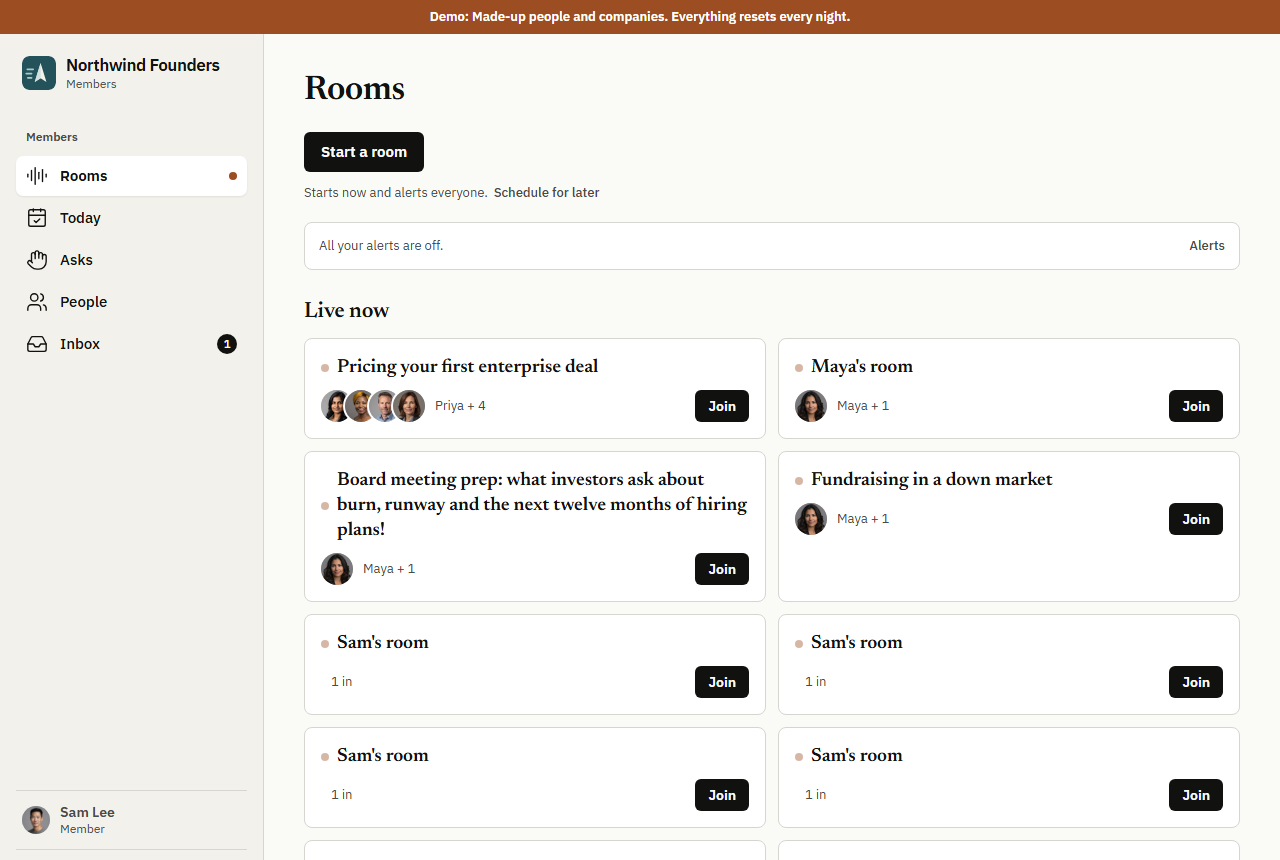 Demo: Made-up people and companies. Everything resets every night.
Northwind Founders
Members
Members
Rooms
Today
Asks
People
Inbox
1
Sam Lee
Member
Rooms
Start a room
Starts now and alerts everyone. Schedule for later
All your alerts are off.
Alerts
Live now
Pricing your first enterprise deal
Priya + 4
Join
Maya's room
Maya + 1
Join
Board meeting prep: what investors ask about
burn, runway and the next twelve months of hiring
plans!
Maya + 1
Join
Fundraising in a down market
Maya + 1
Join
Sam's room
1 in
Join
Sam's room
1 in
Join
Sam's room
1 in
Join
Sam's room
1 in
Join